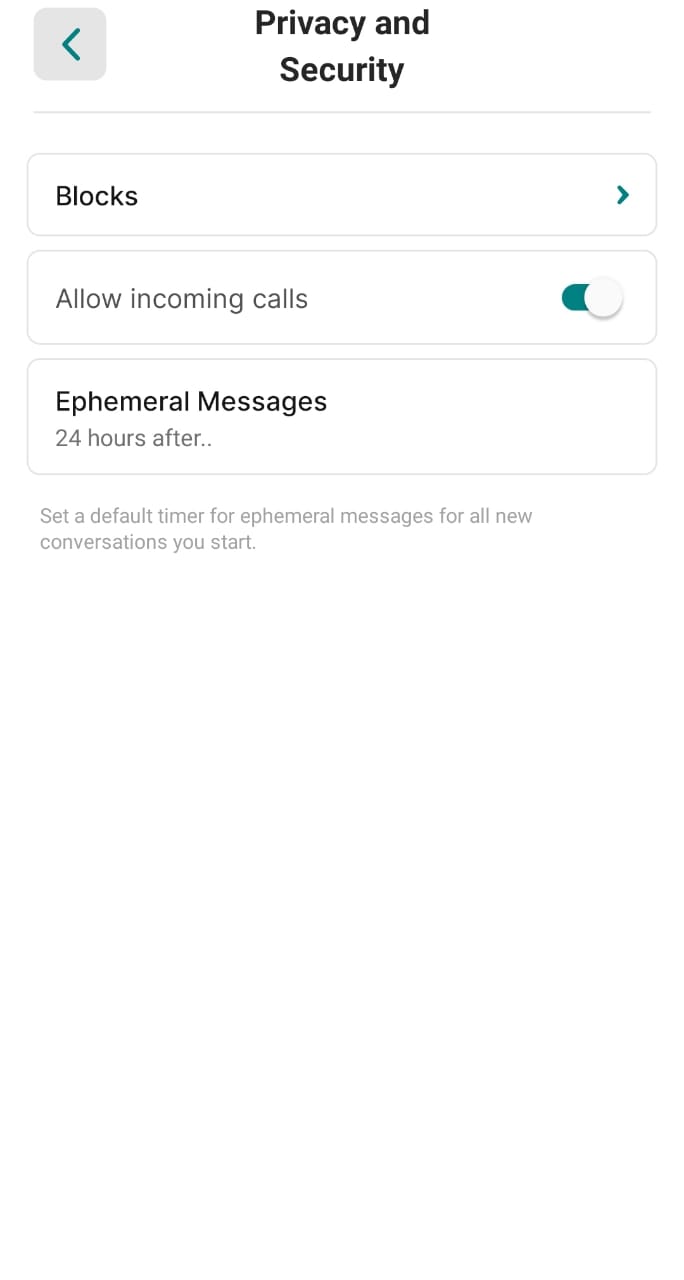 Privacy and
Security
Blocks
Allow incoming calls
Ephemeral Messages
24 hours after..
Set a default timer for ephemeral messages for all new
conversations you start.